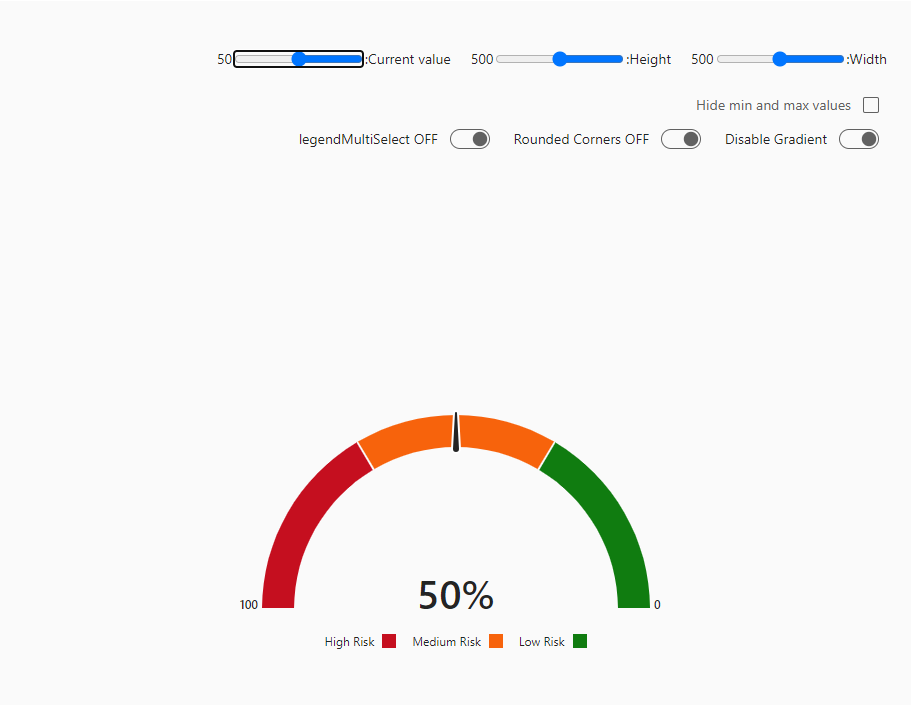 50 :Current value 500 :Height 500 :Width
Hide min and max values
legendMultiSelect OFF Rounded Corners OFF Disable Gradient
50%
100 0
High Risk Medium Risk Low Risk